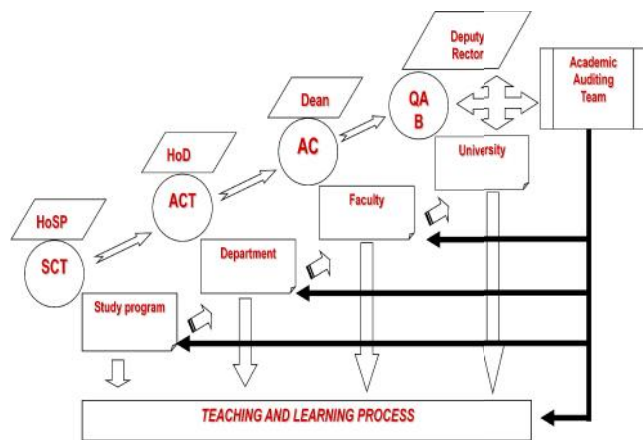 Deputy
Rector
Academic
Auditing
Team
Dean
QA
B
AC
HoD
University
ACT
Faculty
HoSP
Department
SCT
Study program
TEACHING AND LEARNING PROCESS